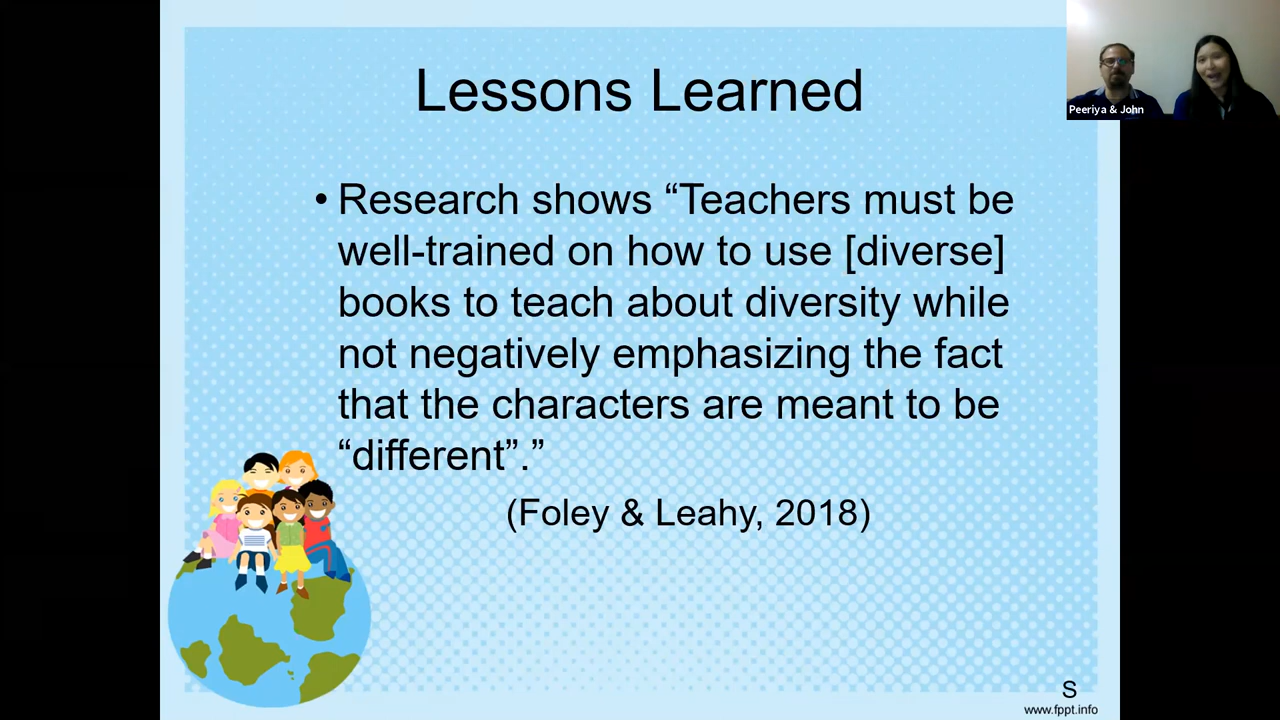 Lessons Learned
Peeriya & John
• Research shows “Teachers must be
well-trained on how to use [diverse]
books to teach about diversity while
not negatively emphasizing the fact
that the characters are meant to be
“different”.”
(Foley & Leahy, 2018)
S
www.fppt.info